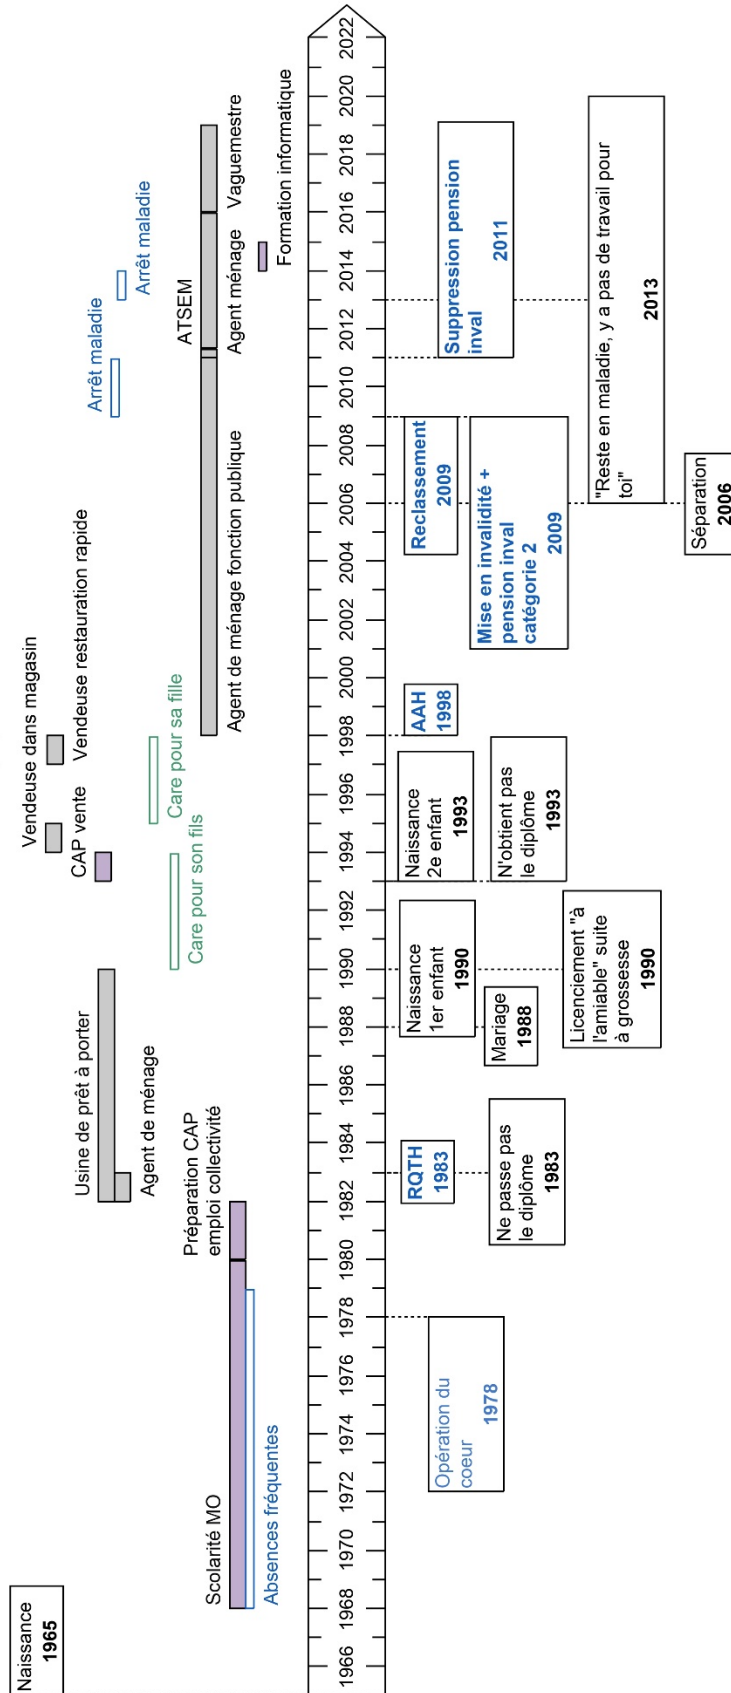 Naissance
1965
Scolarité MO
Absences fréquentes
Préparation CAP
emploi collectivité
Usine de prêt à porter
Agent de ménage
Care pour son fils
CAP vente
Vendeuse dans magasin
Care pour sa fille
Vendeuse restauration rapide
Agent de ménage fonction publique
Arrêt maladie
ATSEM
Arrêt maladie
Agent ménage
Formation informatique
Vaguemestre
1966 1968 1970 1972 1974 1976 1978 1980 1982 1984 1986 1988 1990 1992 1994 1996 1998 2000 2002 2004 2006 2008 2010 2012 2014 2016 2018 2020 2022
Opération du
coeur
1978
RQTH
1983
Ne passe pas
le diplôme
1983
Mariage
1988
Naissance
1er enfant
1990
Licenciement "à
l'amiable" suite
à grossesse
1990
Naissance
2e enfant
1993
N'obtient pas
le diplôme
1993
AAH
1998
Séparation
2006
Reclassement
2009
Mise en invalidité +
pension inval
catégorie 2
2009
Suppression pension
inval
2011
"Reste en maladie, y a pas de travail pour
toi"
2013